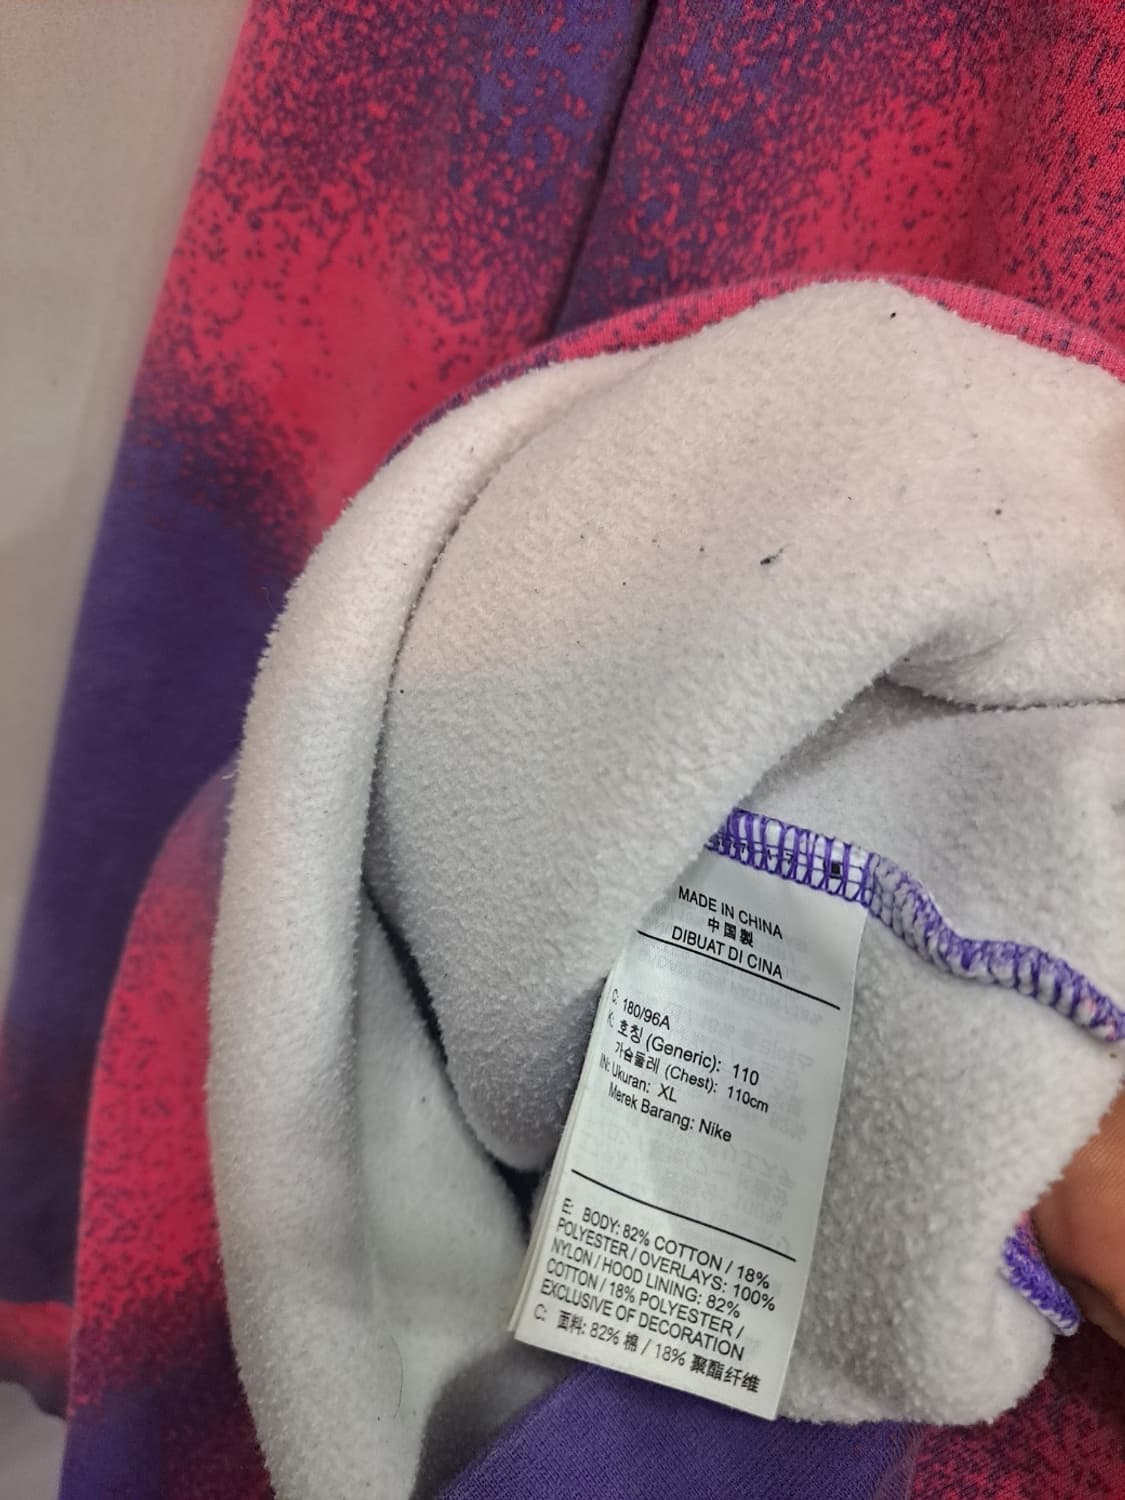 MADE IN CHINA
中国製
DIBUAT DI CINA
C: 180/96A
K: 호칭 (Generic): 110
가슴둘레 (Chest): 110cm
IN: Ukuran: XL
Merek Barang: Nike
E: BODY: 82% COTTON / 18%
POLYESTER / OVERLAYS: 100%
NYLON / HOOD LINING: 82%
COTTON / 18% POLYESTER /
EXCLUSIVE OF DECORATION
C: 面料: 82% 棉 / 18% 聚酯纤维